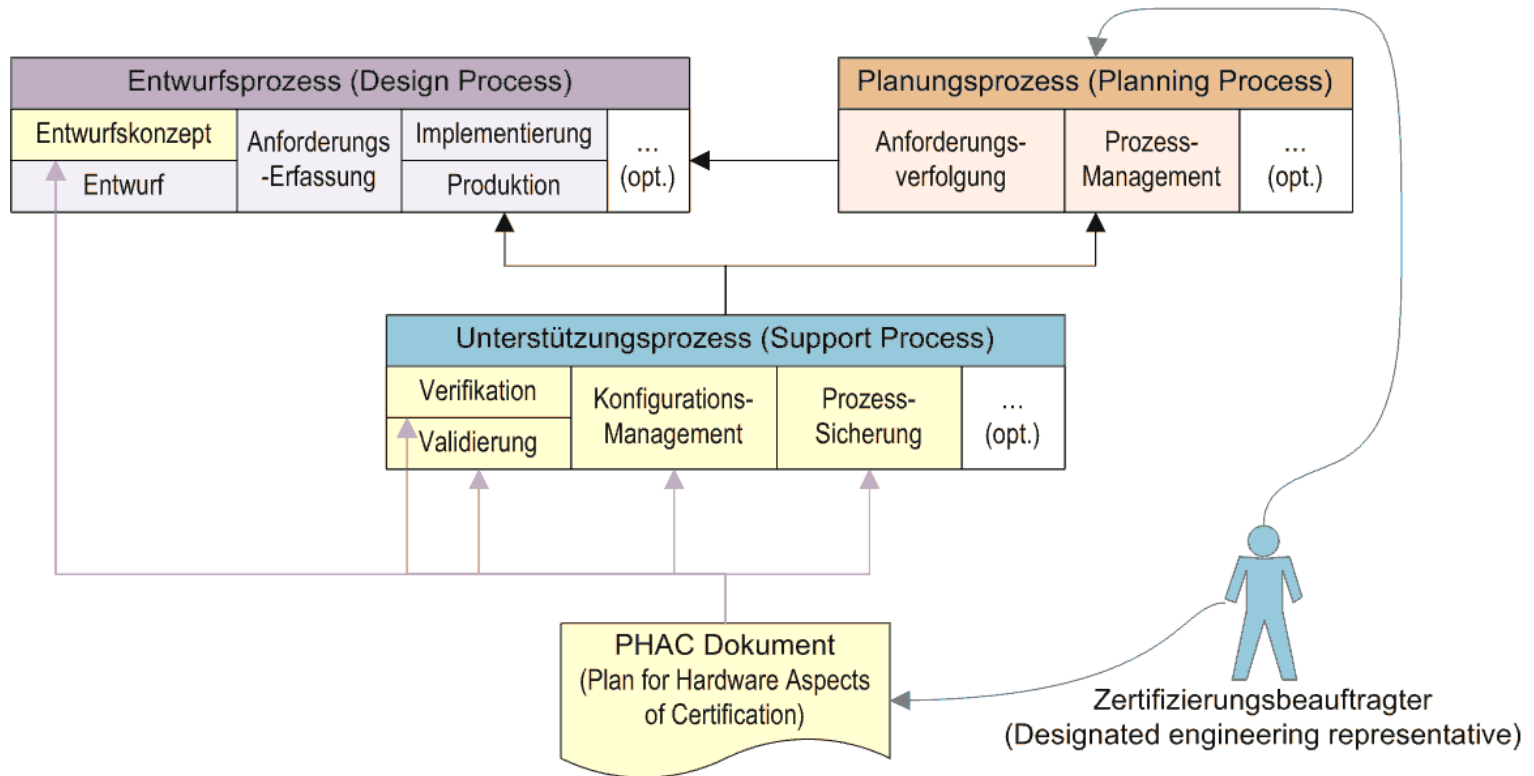 Entwurfsprozess (Design Process)
Entwurfskonzept
Entwurf
Anforderungs
-Erfassung
Implementierung
Produktion
...
(opt.)
Planungsprozess (Planning Process)
Anforderungs-
verfolgung
Prozess-
Management
...
(opt.)
Unterstützungsprozess (Support Process)
Verifikation
Validierung
Konfigurations-
Management
Prozess-
Sicherung
...
(opt.)
PHAC Dokument
(Plan for Hardware Aspects
of Certification)
Zertifizierungsbeauftragter
(Designated engineering representative)